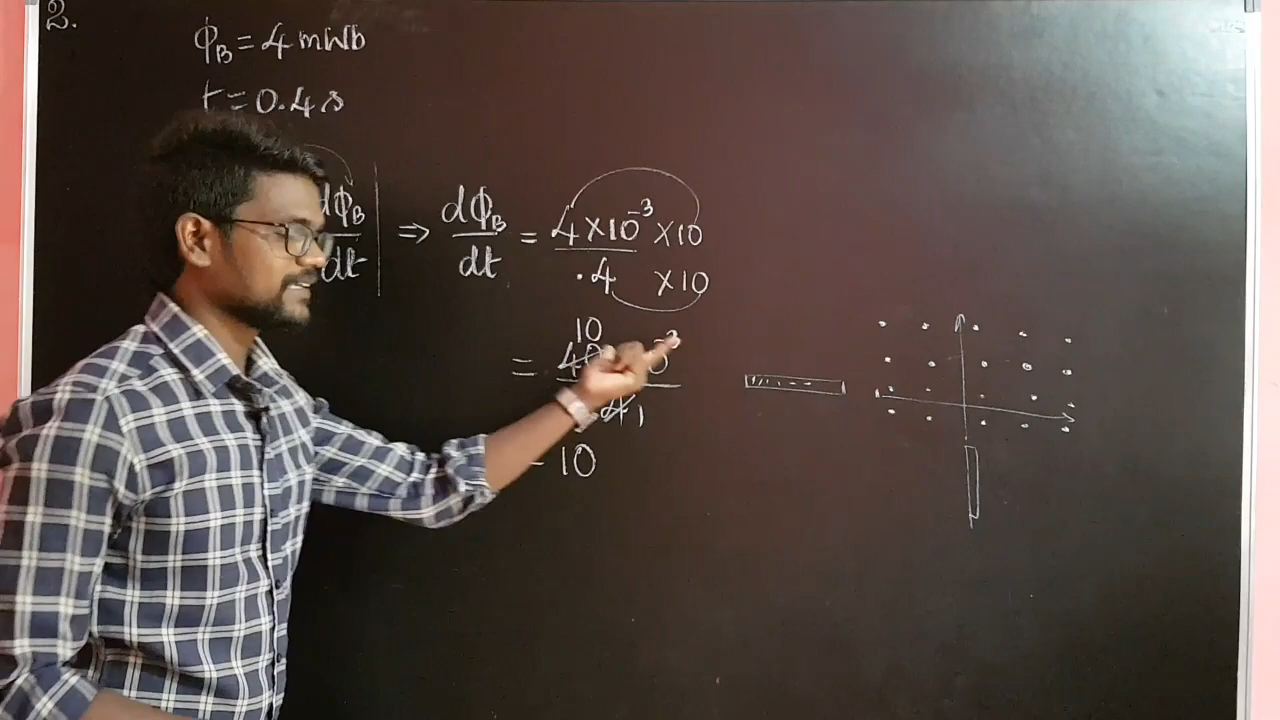 2.
ΦB = 4 mWb
t = 0.4 s
dΦB/dt | ⇒ dΦB/dt = 4 × 10⁻³ × 10 / .4 × 10
10
= 40 3
4 1
- 10